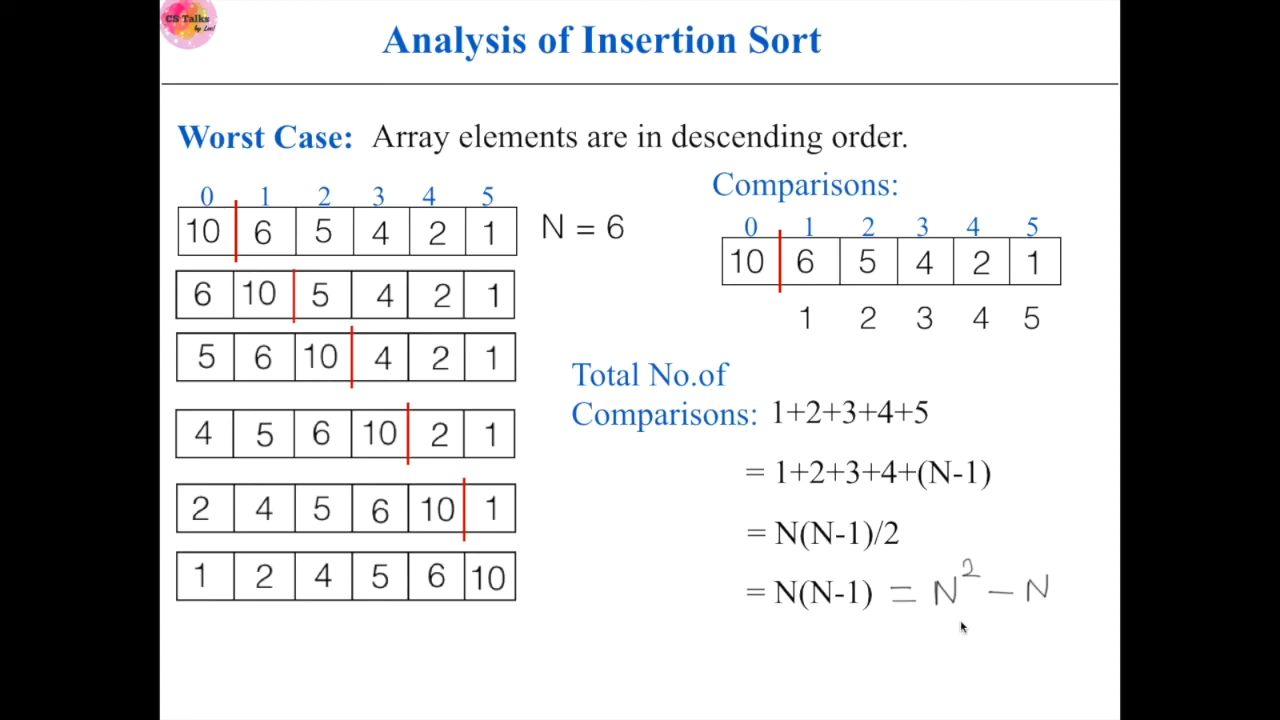 CS Talks
by Lee!
Analysis of Insertion Sort
Worst Case: Array elements are in descending order.
0 1 2 3 4 5
10 6 5 4 2 1
N = 6
6 10 5 4 2 1
5 6 10 4 2 1
4 5 6 10 2 1
2 4 5 6 10 1
1 2 4 5 6 10
Comparisons:
0 1 2 3 4 5
10 6 5 4 2 1
1 2 3 4 5
Total No.of
Comparisons: 1+2+3+4+5
= 1+2+3+4+(N-1)
= N(N-1)/2
= N(N-1) = N² - N